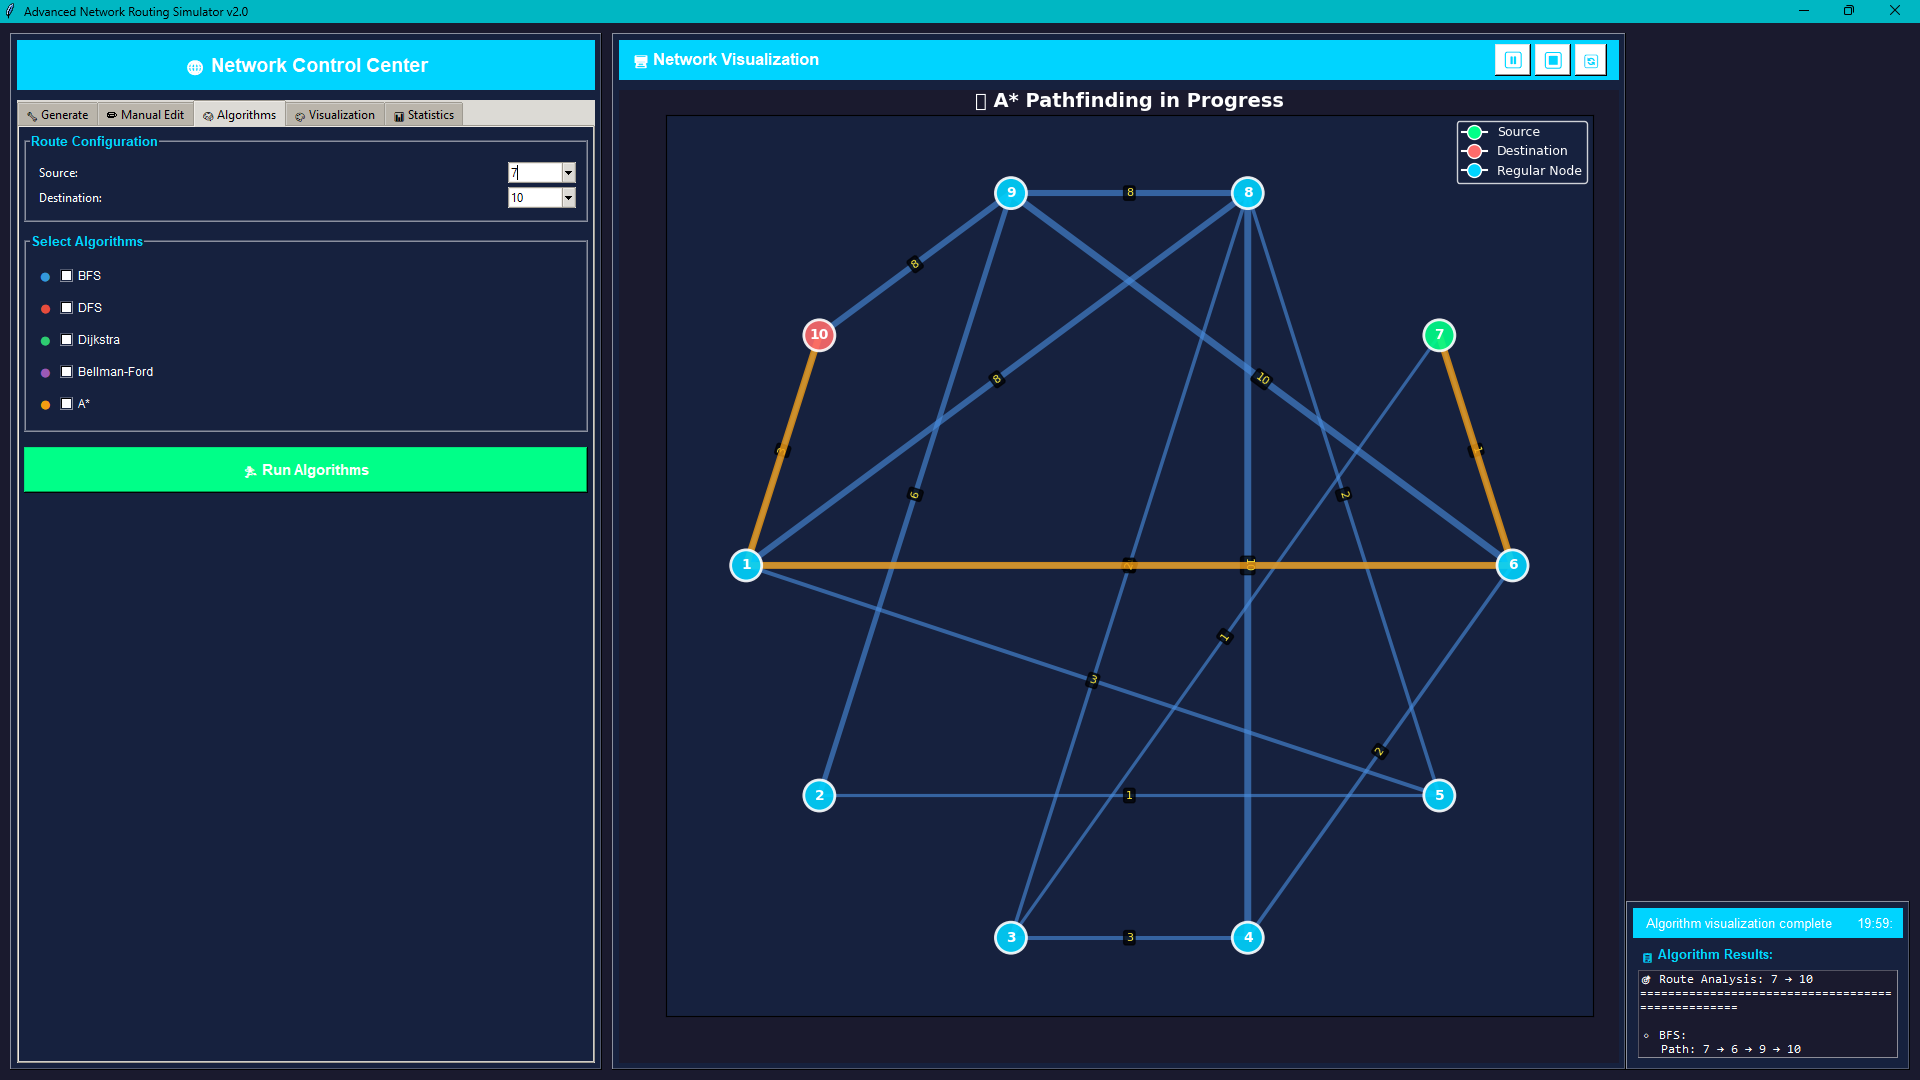 Advanced Network Routing Simulator v2.0
Network Control Center
Generate
Manual Edit
Algorithms
Visualization
Statistics
Route Configuration
Source:
7
Destination:
10
Select Algorithms
BFS
DFS
Dijkstra
Bellman-Ford
A*
Run Algorithms
Network Visualization
A* Pathfinding in Progress
Source
Destination
Regular Node
9
8
8
8
10
7
8
10
9
2
1
10
6
1
3
2
2
1
5
3
3
4
Algorithm visualization complete
19:59:
Algorithm Results:
Route Analysis: 7 → 10
====================================
==============
BFS:
Path: 7 → 6 → 9 → 10